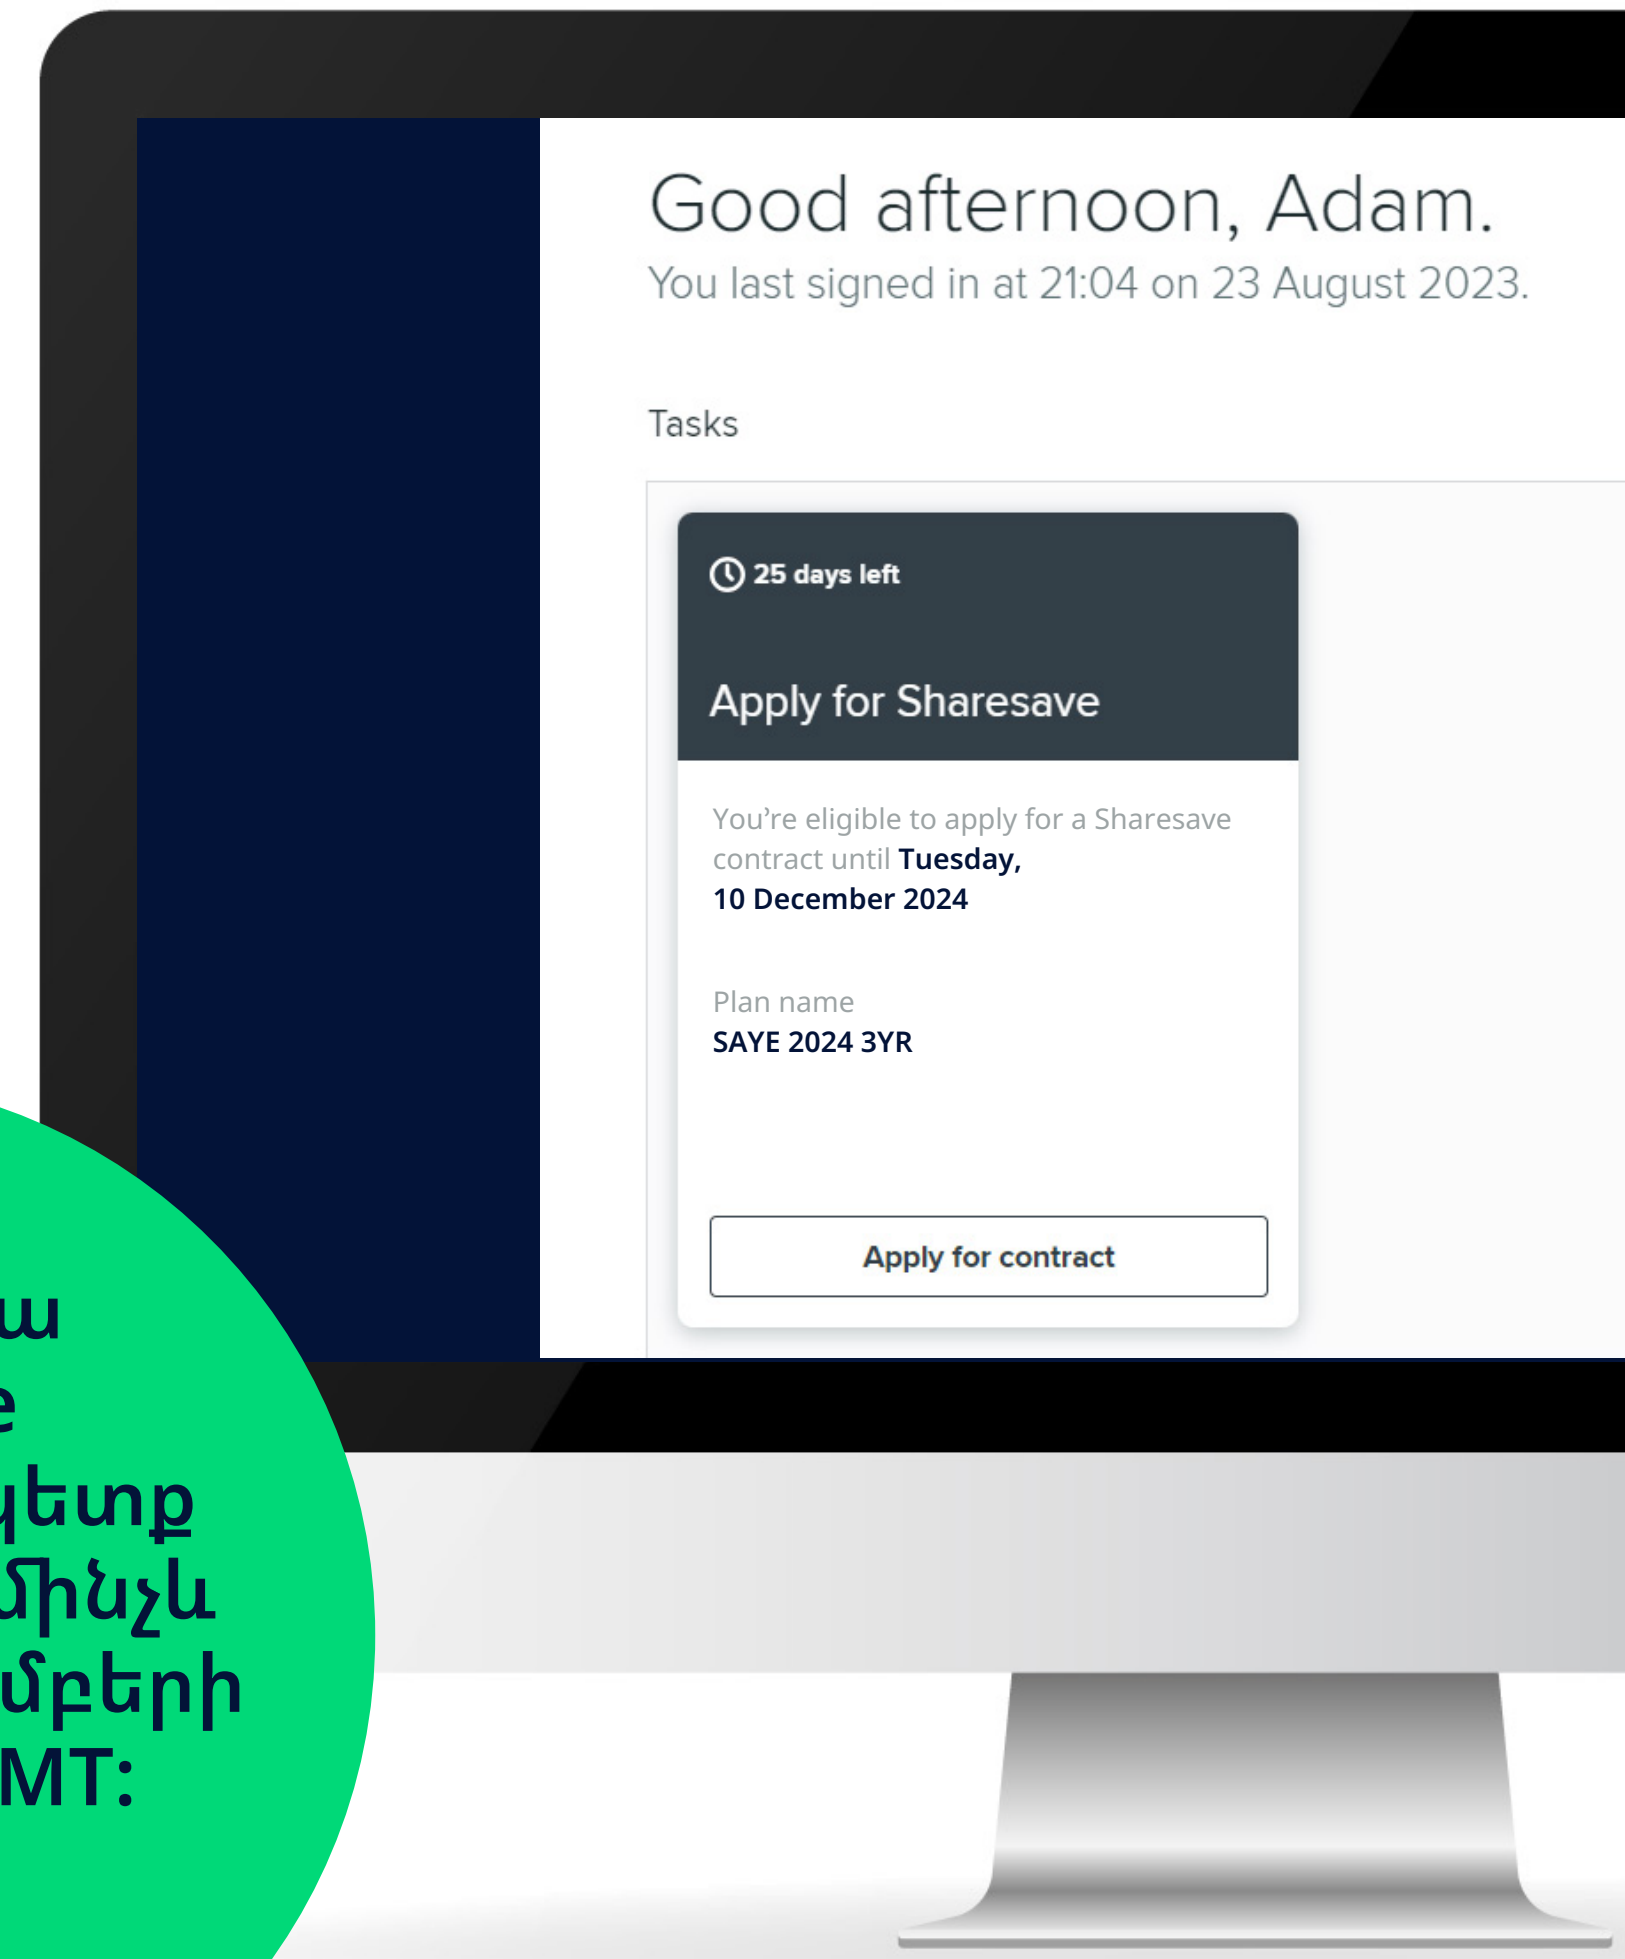 Good afternoon, Adam.
You last signed in at 21:04 on 23 August 2023.
Tasks
25 days left
Apply for Sharesave
You're eligible to apply for a Sharesave
contract until Tuesday,
10 December 2024
Plan name
SAYE 2024 3YR
Apply for contract
մինչև